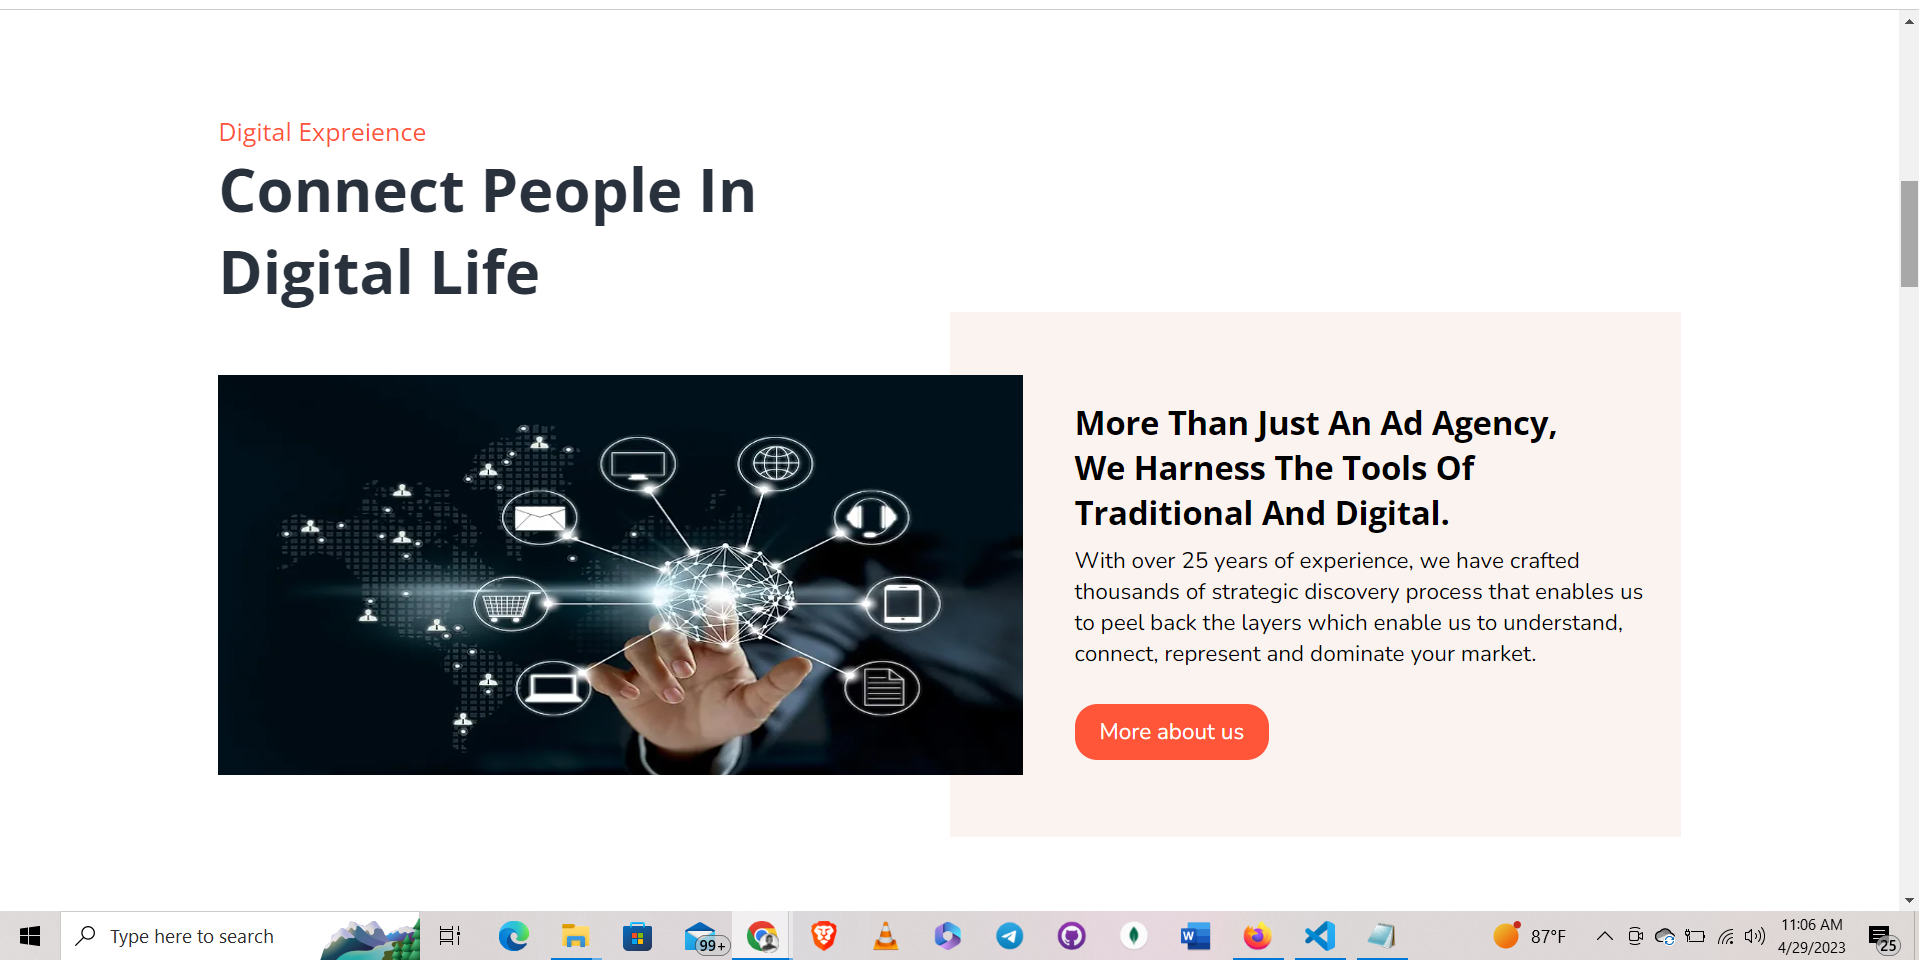 Digital Expreience
Connect People In
Digital Life
More Than Just An Ad Agency,
We Harness The Tools Of
Traditional And Digital.
With over 25 years of experience, we have crafted
thousands of strategic discovery process that enables us
to peel back the layers which enable us to understand,
connect, represent and dominate your market.
More about us
Type here to search
99+
W
87°F
11:06 AM
4/29/2023
25